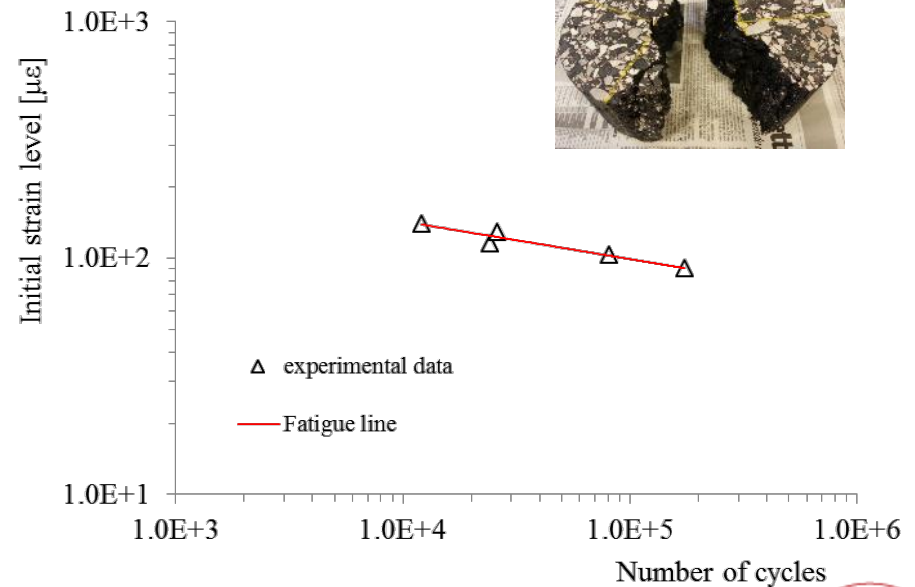 1.0E+3
Initial strain level [με]
1.0E+2
experimental data
Fatigue line
1.0E+1
1.0E+3 1.0E+4 1.0E+5 1.0E+6
Number of cycles